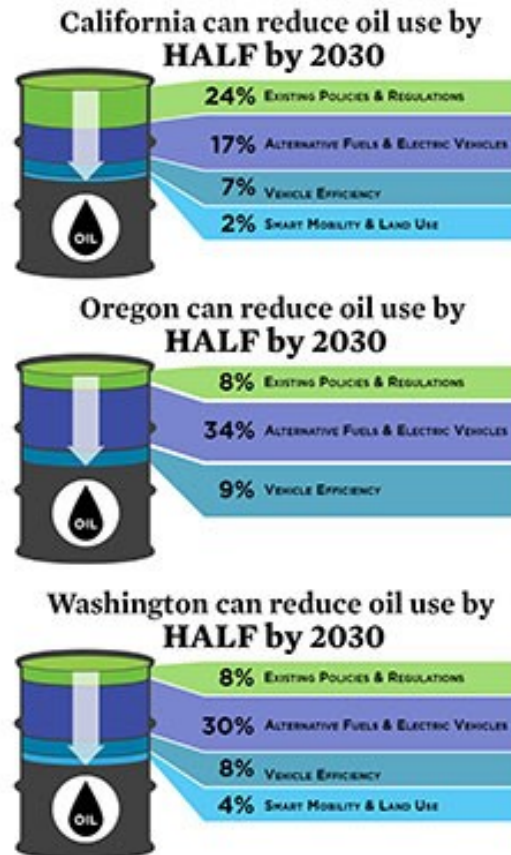 California can reduce oil use by
HALF by 2030
24% Existing Policies & Regulations
17% Alternative Fuels & Electric Vehicles
7% Vehicle Efficiency
2% Smart Mobility & Land Use
OIL
Oregon can reduce oil use by
HALF by 2030
8% Existing Policies & Regulations
34% Alternative Fuels & Electric Vehicles
9% Vehicle Efficiency
OIL
Washington can reduce oil use by
HALF by 2030
8% Existing Policies & Regulations
30% Alternative Fuels & Electric Vehicles
8% Vehicle Efficiency
4% Smart Mobility & Land Use
OIL